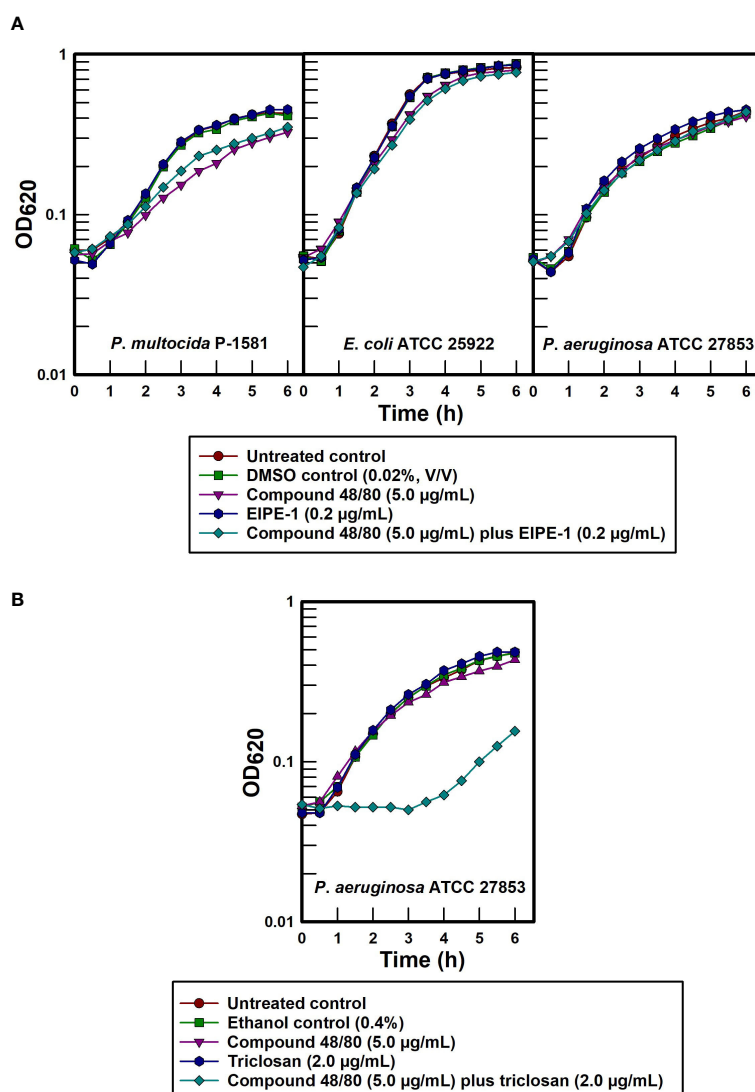 A
1
0.1
0.01
OD620
P. multocida P-1581
E. coli ATCC 25922
P. aeruginosa ATCC 27853
0 1 2 3 4 5 6 0 1 2 3 4 5 6 0 1 2 3 4 5 6
Time (h)
Untreated control
DMSO control (0.02%, V/V)
Compound 48/80 (5.0 µg/mL)
EIPE-1 (0.2 µg/mL)
Compound 48/80 (5.0 µg/mL) plus EIPE-1 (0.2 µg/mL)
B
1
0.1
0.01
OD620
P. aeruginosa ATCC 27853
0 1 2 3 4 5 6
Time (h)
Untreated control
Ethanol control (0.4%)
Compound 48/80 (5.0 µg/mL)
Triclosan (2.0 µg/mL)
Compound 48/80 (5.0 µg/mL) plus triclosan (2.0 µg/mL)